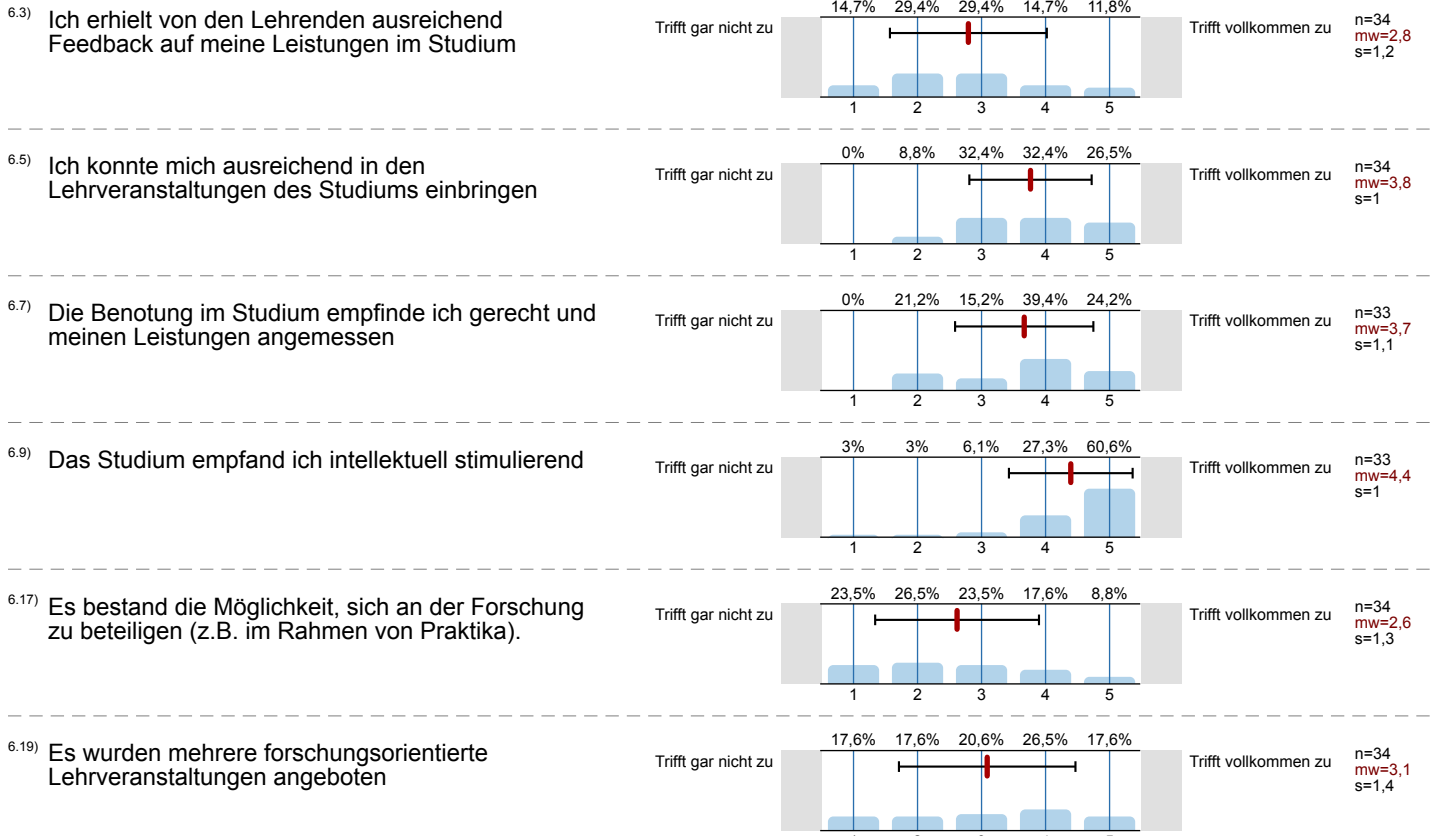 6.3) Ich erhielt von den Lehrenden ausreichend
Feedback auf meine Leistungen im Studium
Trifft gar nicht zu
14,7% 29,4% 29,4% 14,7% 11,8%
1 2 3 4 5
Trifft vollkommen zu
n=34
mw=2,8
s=1,2
6.5) Ich konnte mich ausreichend in den
Lehrveranstaltungen des Studiums einbringen
Trifft gar nicht zu
0% 8,8% 32,4% 32,4% 26,5%
1 2 3 4 5
Trifft vollkommen zu
n=34
mw=3,8
s=1
6.7) Die Benotung im Studium empfinde ich gerecht und
meinen Leistungen angemessen
Trifft gar nicht zu
0% 21,2% 15,2% 39,4% 24,2%
1 2 3 4 5
Trifft vollkommen zu
n=33
mw=3,7
s=1,1
6.9) Das Studium empfand ich intellektuell stimulierend
Trifft gar nicht zu
3% 3% 6,1% 27,3% 60,6%
1 2 3 4 5
Trifft vollkommen zu
n=33
mw=4,4
s=1
6.17) Es bestand die Möglichkeit, sich an der Forschung
zu beteiligen (z.B. im Rahmen von Praktika).
Trifft gar nicht zu
23,5% 26,5% 23,5% 17,6% 8,8%
1 2 3 4 5
Trifft vollkommen zu
n=34
mw=2,6
s=1,3
6.19) Es wurden mehrere forschungsorientierte
Lehrveranstaltungen angeboten
Trifft gar nicht zu
17,6% 17,6% 20,6% 26,5% 17,6%
Trifft vollkommen zu
n=34
mw=3,1
s=1,4